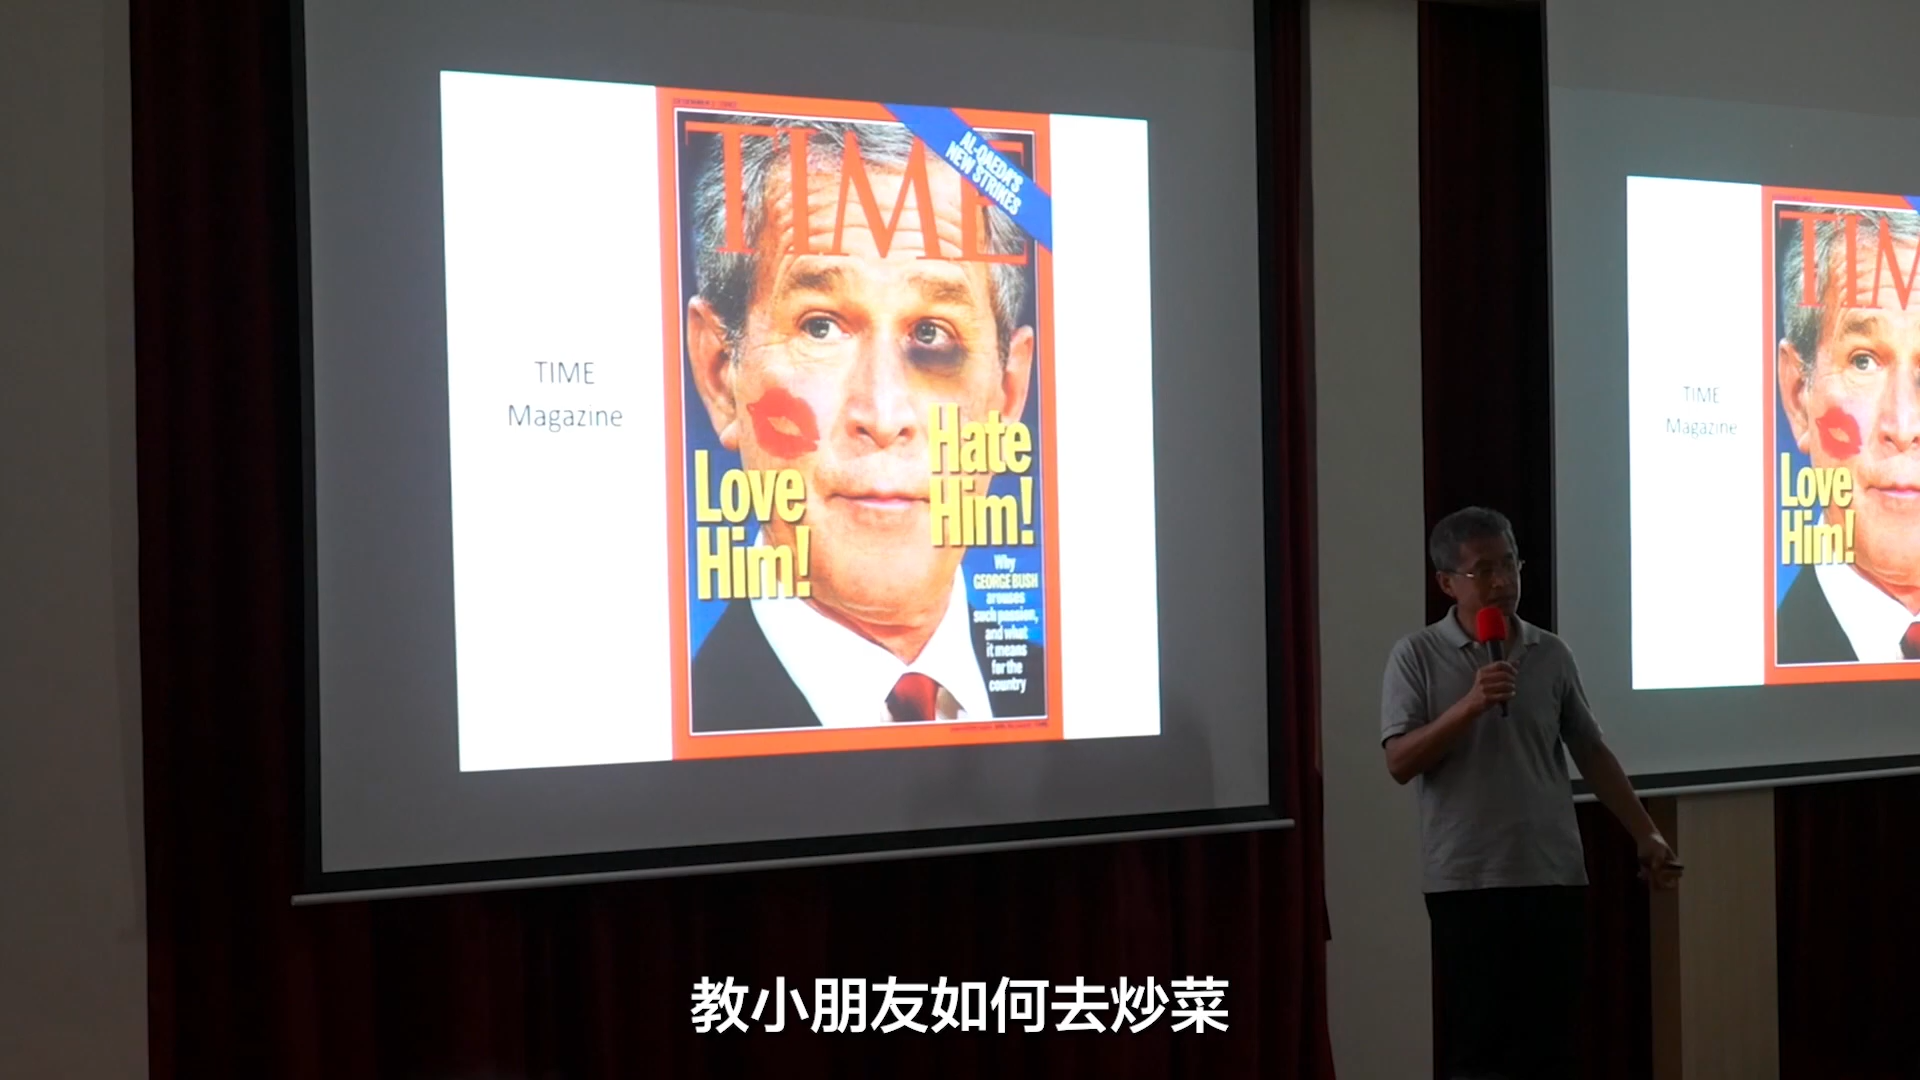 TIME
Magazine
TIME
AL-QAEDA'S
NEW STRIKES
Love
Him!
Hate
Him!
Why
GEORGE BUSH
arouses
such passion,
and what
it means
for the
country
TIME
Magazine
TIM
Love
Him!
教小朋友如何去炒菜